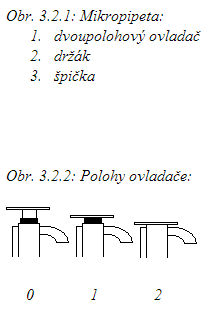 Obr. 3.2.1: Mikropipeta:
1. dvoupolohový ovladač
2. držák
3. špička
Obr. 3.2.2: Polohy ovladače:
0 1 2